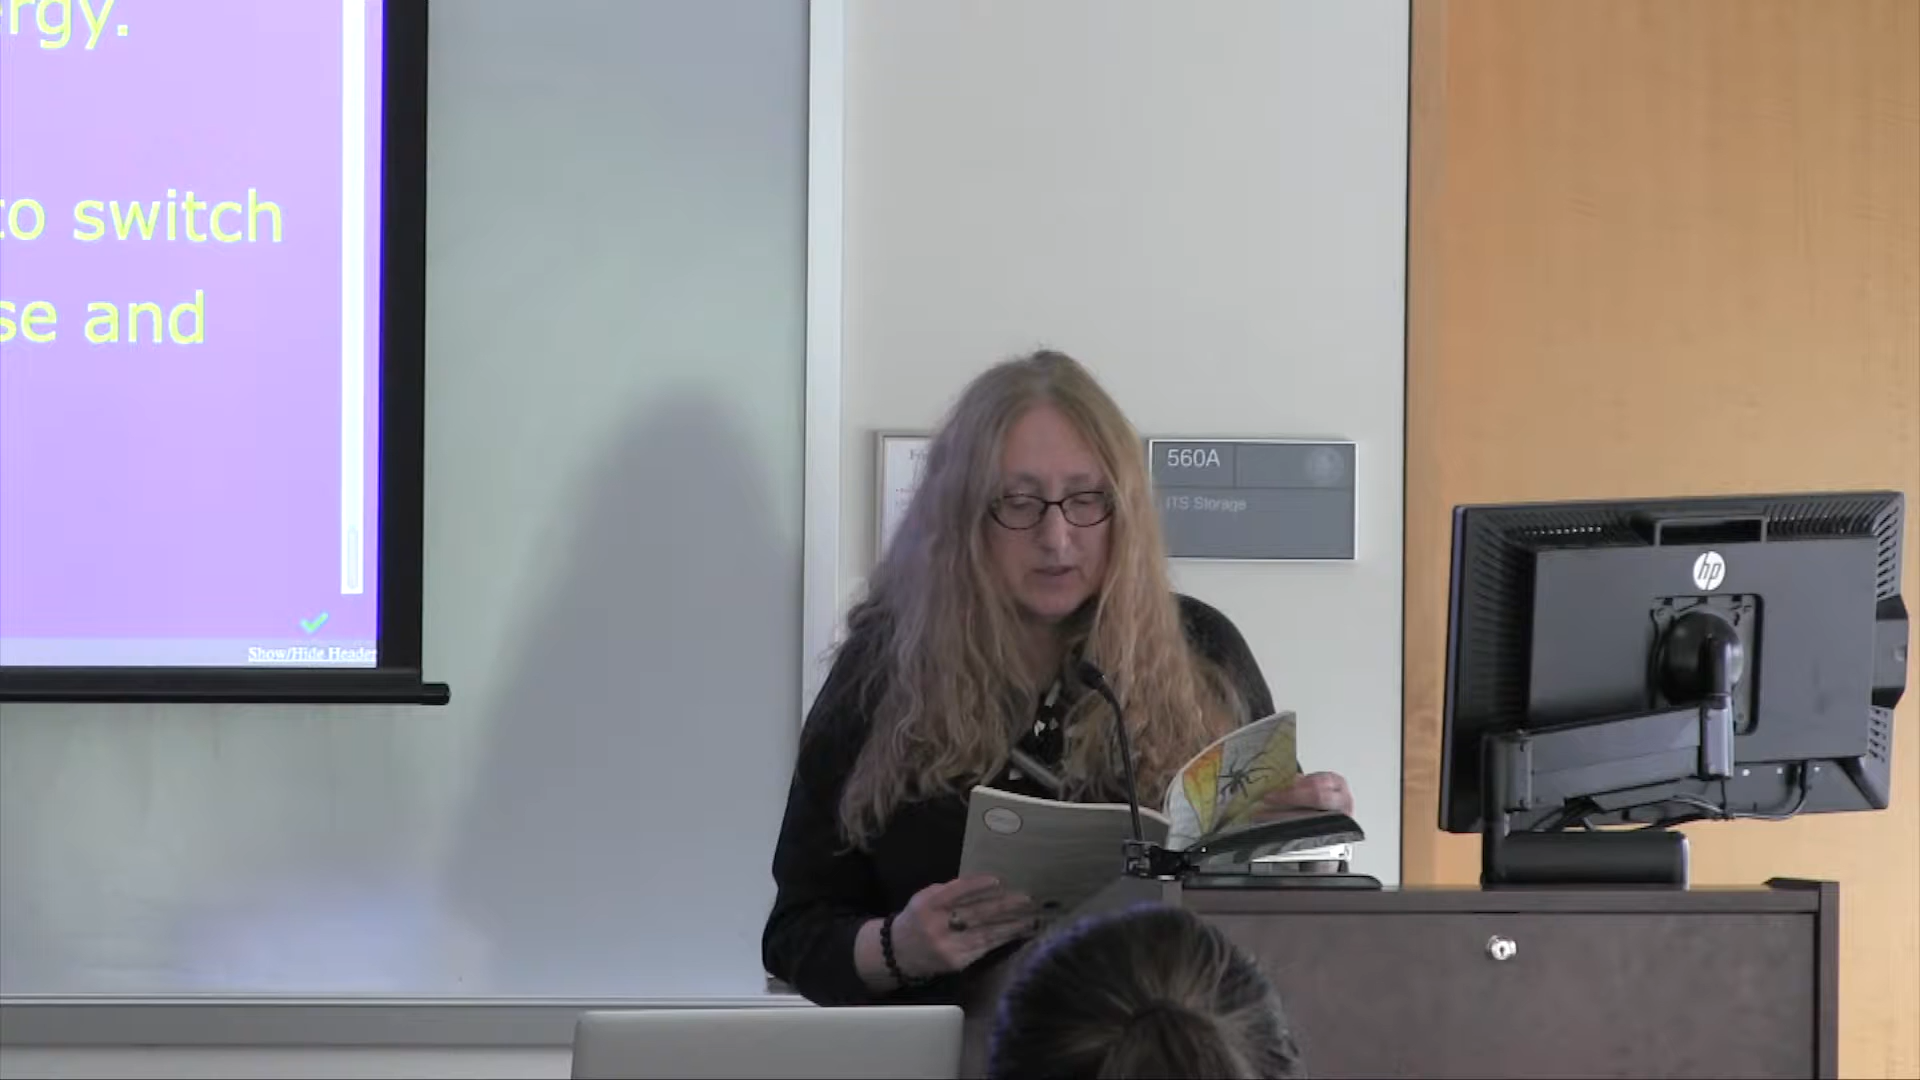 rgy.
to switch
se and
Show/Hide Header
560A
ITS Storage
hp